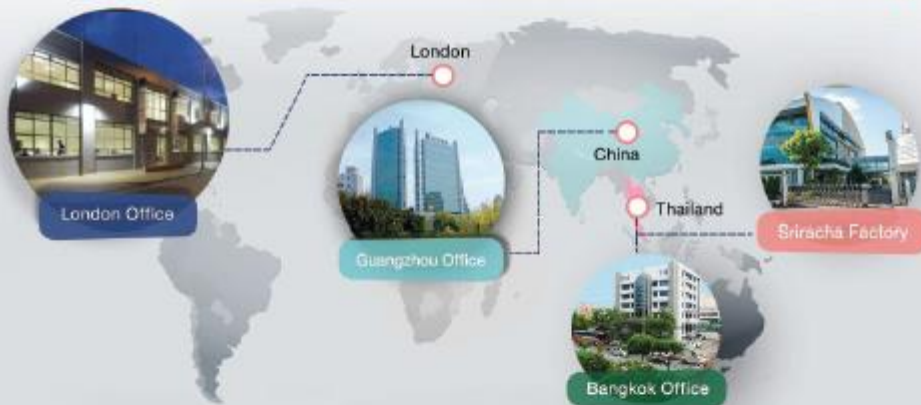 London
London Office
China
Guangzhou Office
Thailand
Sriracha Factory
Bangkok Office